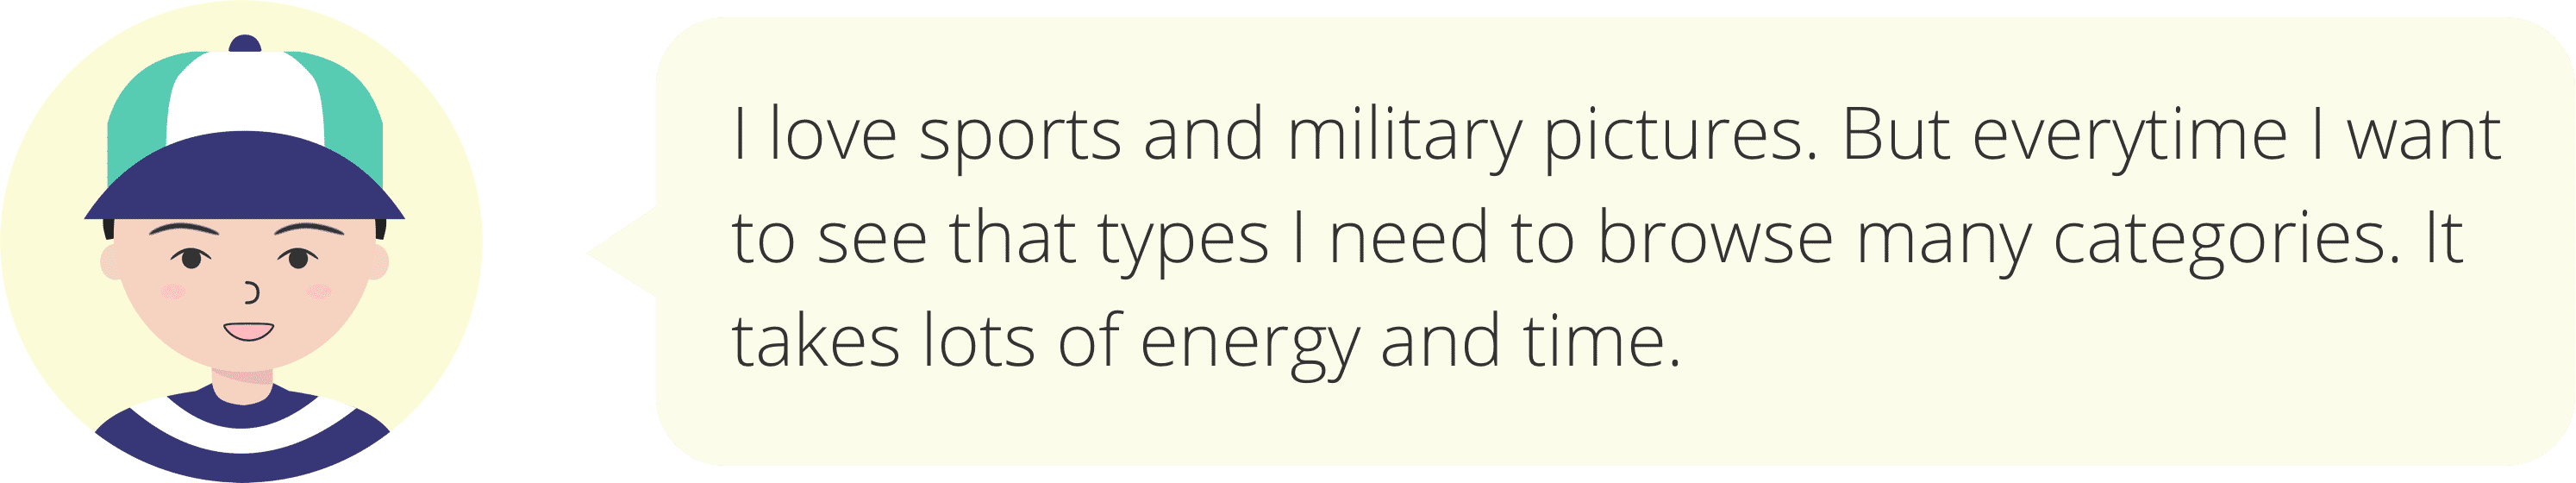 I love sports and military pictures. But everytime I want
to see that types I need to browse many categories. It
takes lots of energy and time.